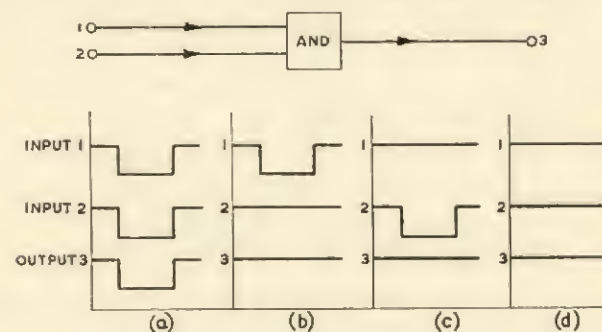 1
AND
3
2
INPUT 1 1 1 1
INPUT 2 2 2 2
OUTPUT 3 3 3 3
(a) (b) (c) (d)